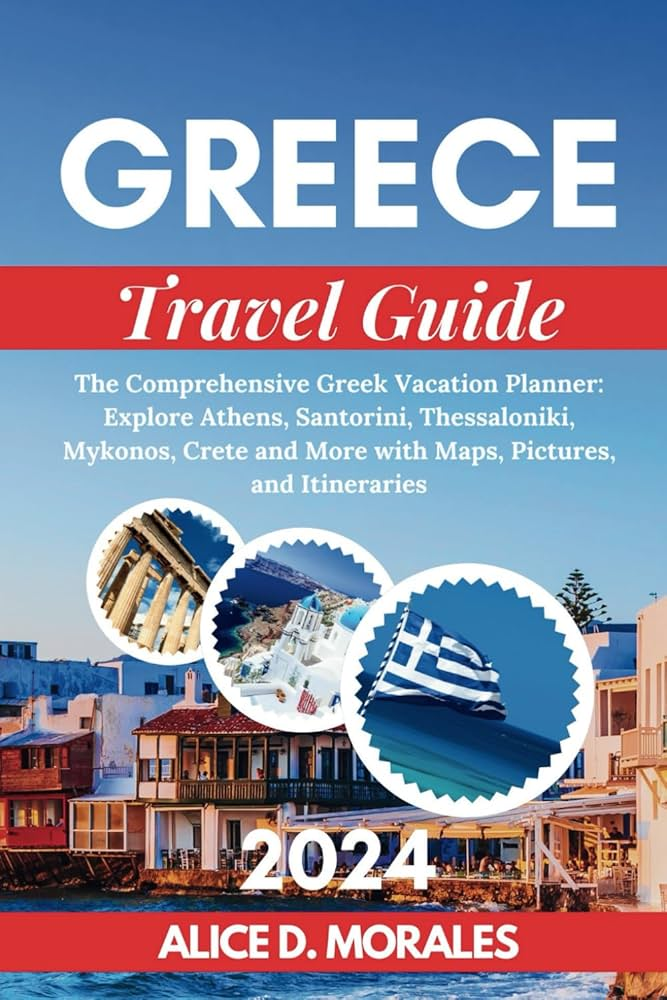 GREECE
Travel Guide
The Comprehensive Greek Vacation Planner:
Explore Athens, Santorini, Thessaloniki,
Mykonos, Crete and More with Maps, Pictures,
and Itineraries
2024
ALICE D. MORALES